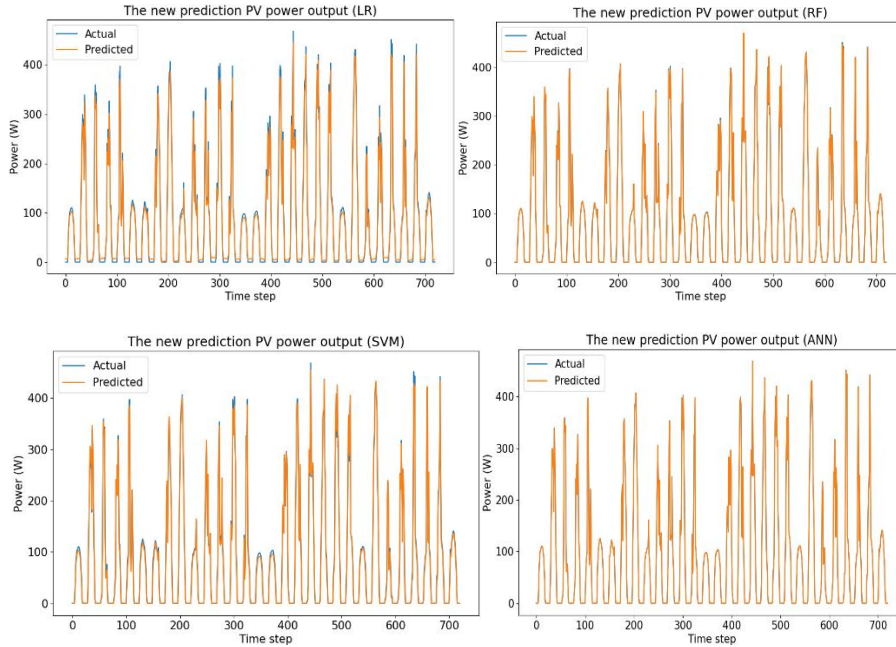 The new prediction PV power output (LR)
Actual
Predicted
Power (W)
400
300
200
100
0
0 100 200 300 400 500 600 700
Time step
The new prediction PV power output (RF)
Actual
Predicted
Power (W)
400
300
200
100
0
0 100 200 300 400 500 600 700
Time step
The new prediction PV power output (SVM)
Actual
Predicted
Power (W)
400
300
200
100
0
0 100 200 300 400 500 600 700
Time step
The new prediction PV power output (ANN)
Actual
Predicted
Power (W)
400
300
200
100
0
0 100 200 300 400 500 600 700
Time step